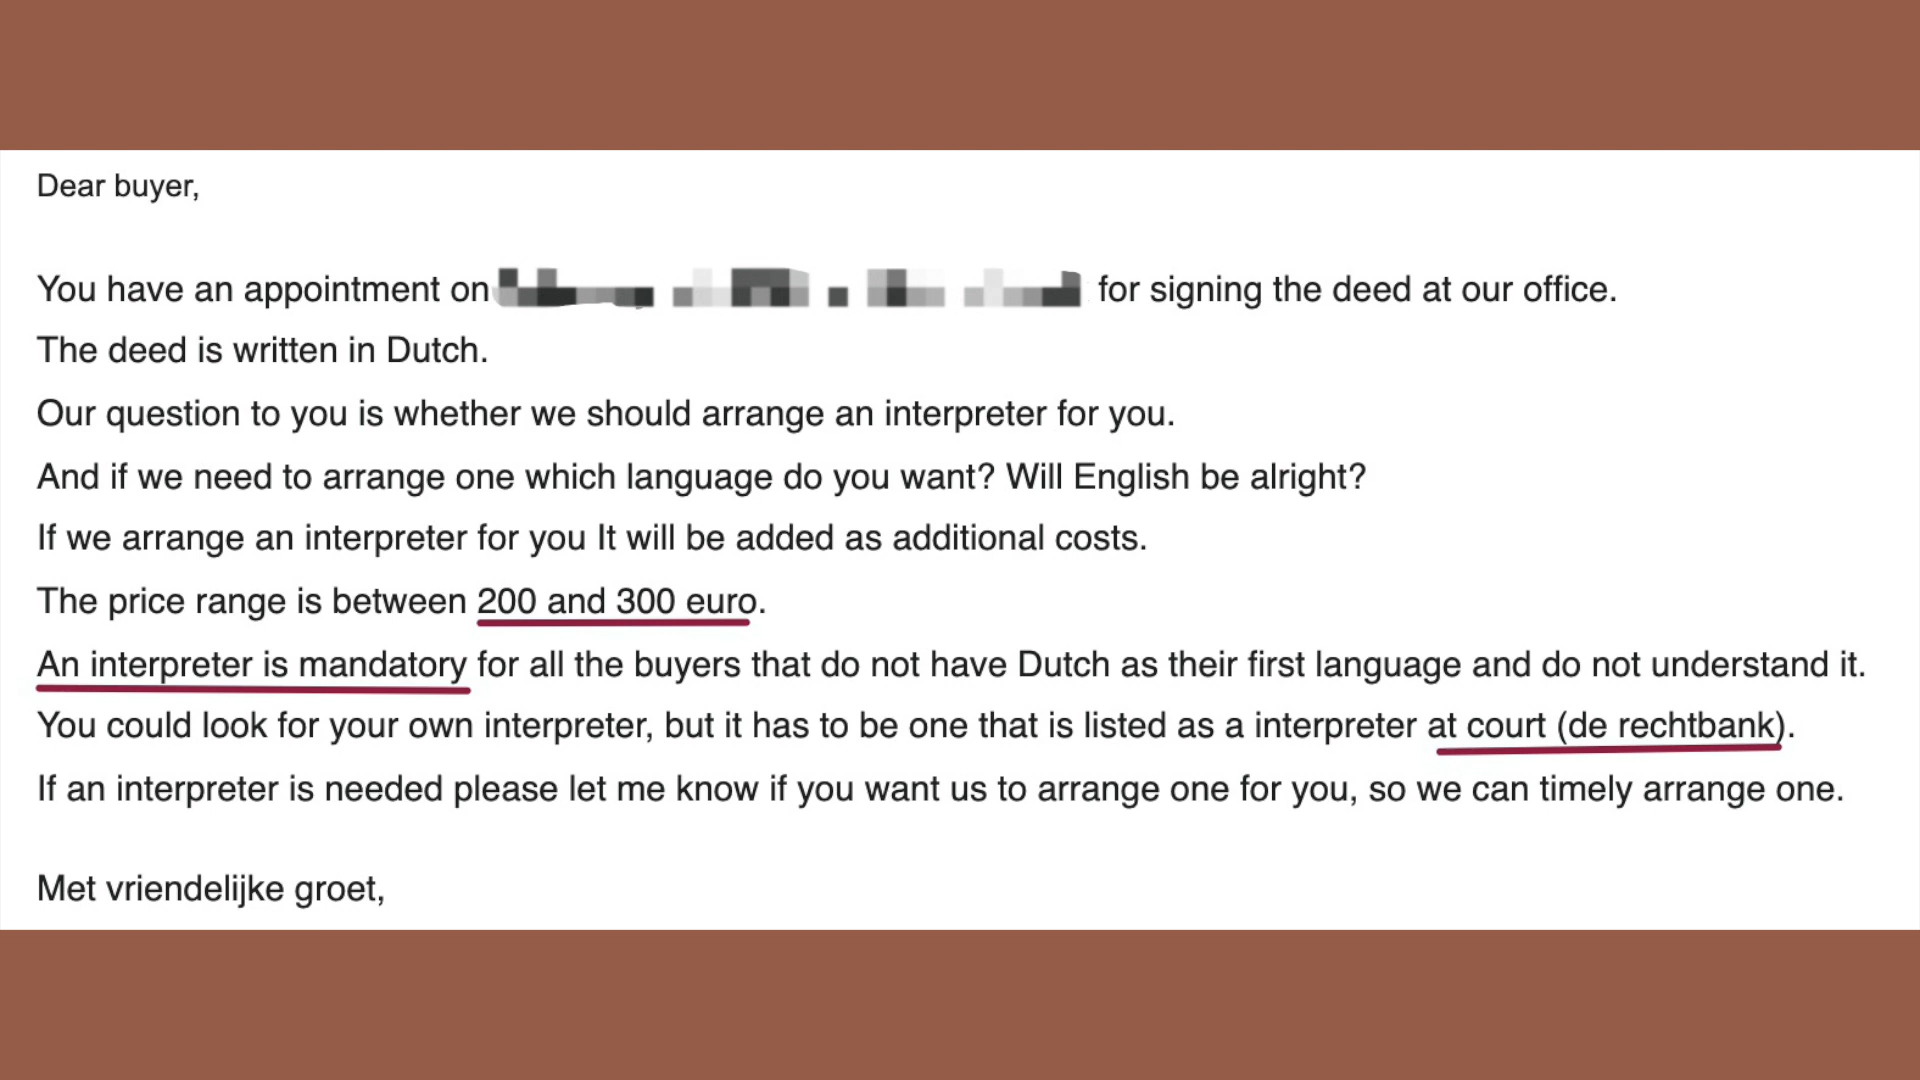 Dear buyer,
You have an appointment on for signing the deed at our office.
The deed is written in Dutch.
Our question to you is whether we should arrange an interpreter for you.
And if we need to arrange one which language do you want? Will English be alright?
If we arrange an interpreter for you It will be added as additional costs.
The price range is between 200 and 300 euro.
An interpreter is mandatory for all the buyers that do not have Dutch as their first language and do not understand it.
You could look for your own interpreter, but it has to be one that is listed as a interpreter at court (de rechtbank).
If an interpreter is needed please let me know if you want us to arrange one for you, so we can timely arrange one.
Met vriendelijke groet,